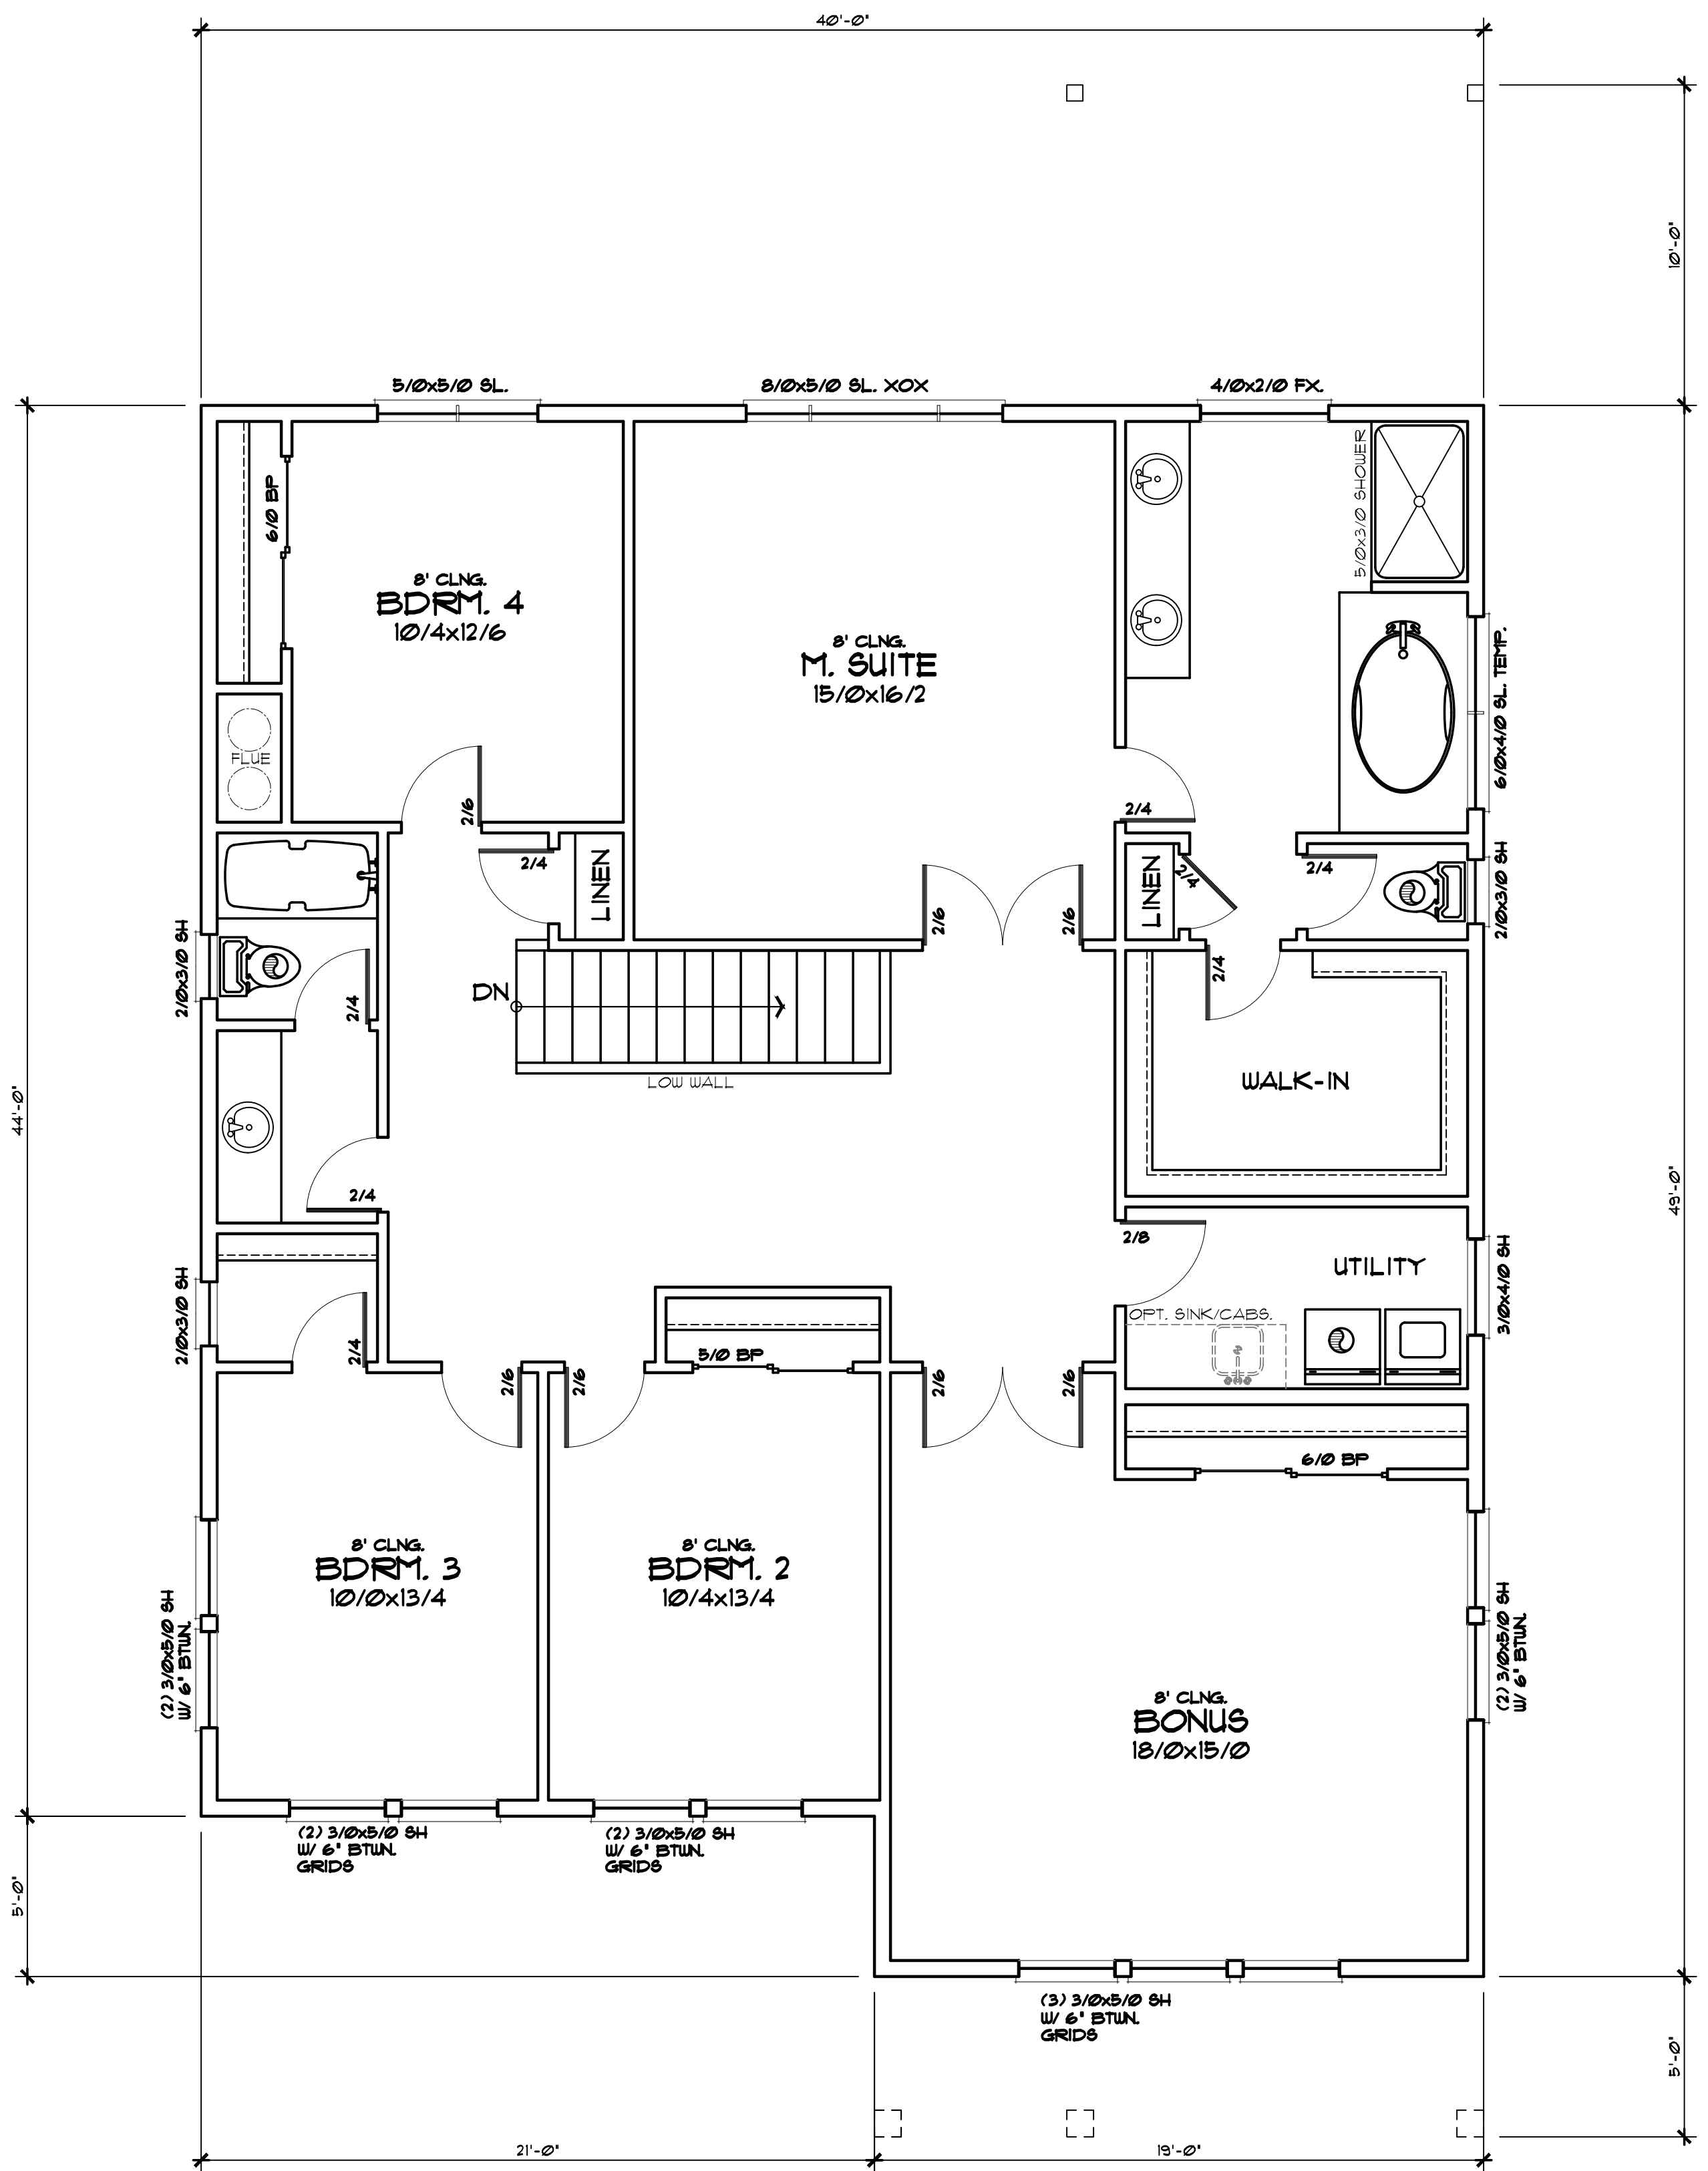 40'-0"
10'-0"
5/0x5/0 SL.
8/0x5/0 SL. XOX
4/0x2/0 FX.
6/0 BP
5/0x3/0 SHOWER
8' CLNG.
BDRM. 4
10/4x12/6
8' CLNG.
M. SUITE
15/0x16/2
6/0x4/0 SL. TEMP.
FLUE
2/6
2/4
2/4
LINEN
2/6
2/6
LINEN
2/4
2/4
2/0x3/0 SH
2/0x3/0 SH
2/4
DN
2/4
LOW WALL
WALK-IN
44'-0"
49'-0"
2/4
2/8
UTILITY
3/0x4/0 SH
2/0x3/0 SH
2/4
OPT. SINK/CABS.
5/0 BP
2/6
2/6
2/6
2/6
6/0 BP
8' CLNG.
BDRM. 3
10/0x13/4
8' CLNG.
BDRM. 2
10/4x13/4
(2) 3/0x5/0 SH
W/ 6" BTWN.
(2) 3/0x5/0 SH
W/ 6" BTWN.
8' CLNG.
BONUS
18/0x15/0
(2) 3/0x5/0 SH
W/ 6" BTWN.
GRIDS
(2) 3/0x5/0 SH
W/ 6" BTWN.
GRIDS
5'-0"
(3) 3/0x5/0 SH
W/ 6" BTWN.
GRIDS
5'-0"
21'-0"
19'-0"